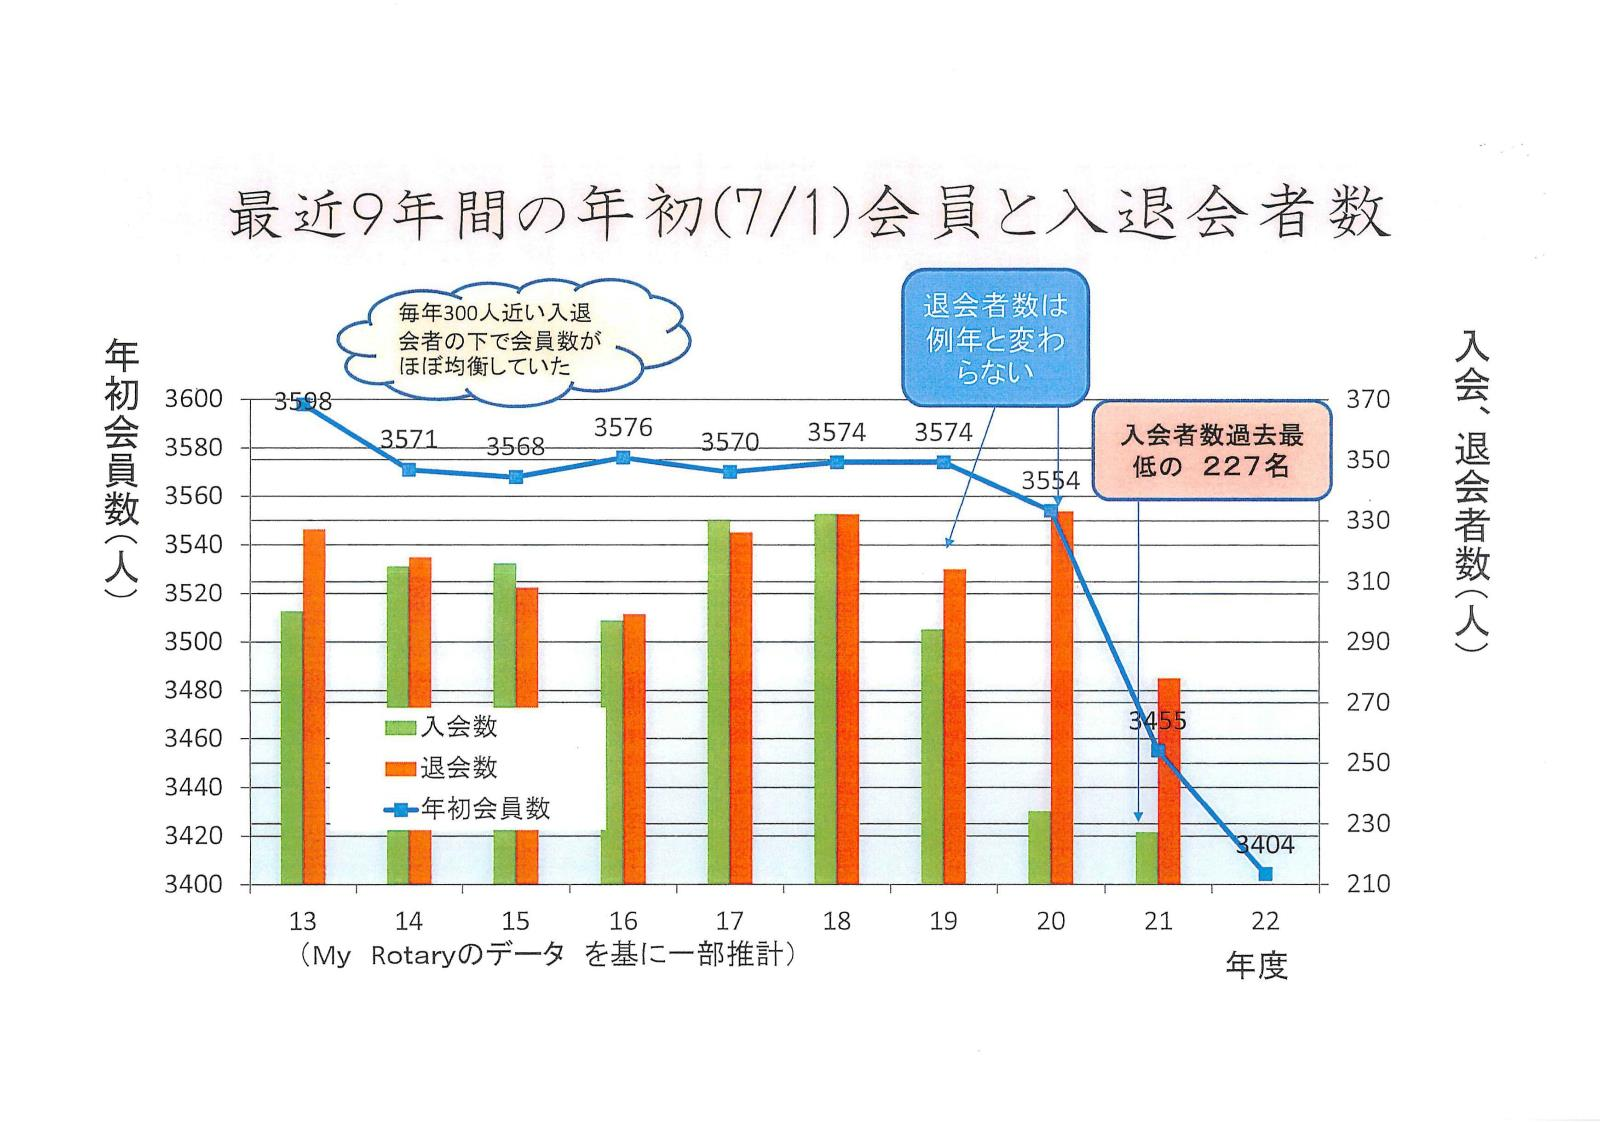 最近9年間の年初(7/1)会員と入退会者数
毎年300人近い入退
会者の下で会員数が
ほぼ均衡していた
退会者数は
例年と変わ
らない
入会者数過去最
低の 227名
年初会員数(人)
入会、退会者数(人)
3600
3580
3560
3540
3520
3500
3480
3460
3440
3420
3400
370
350
330
310
290
270
250
230
210
3598
3571
3568
3576
3570
3574
3574
3554
3455
3404
入会数
退会数
年初会員数
13 14 15 16 17 18 19 20 21 22
(My Rotaryのデータ を基に一部推計)
年度